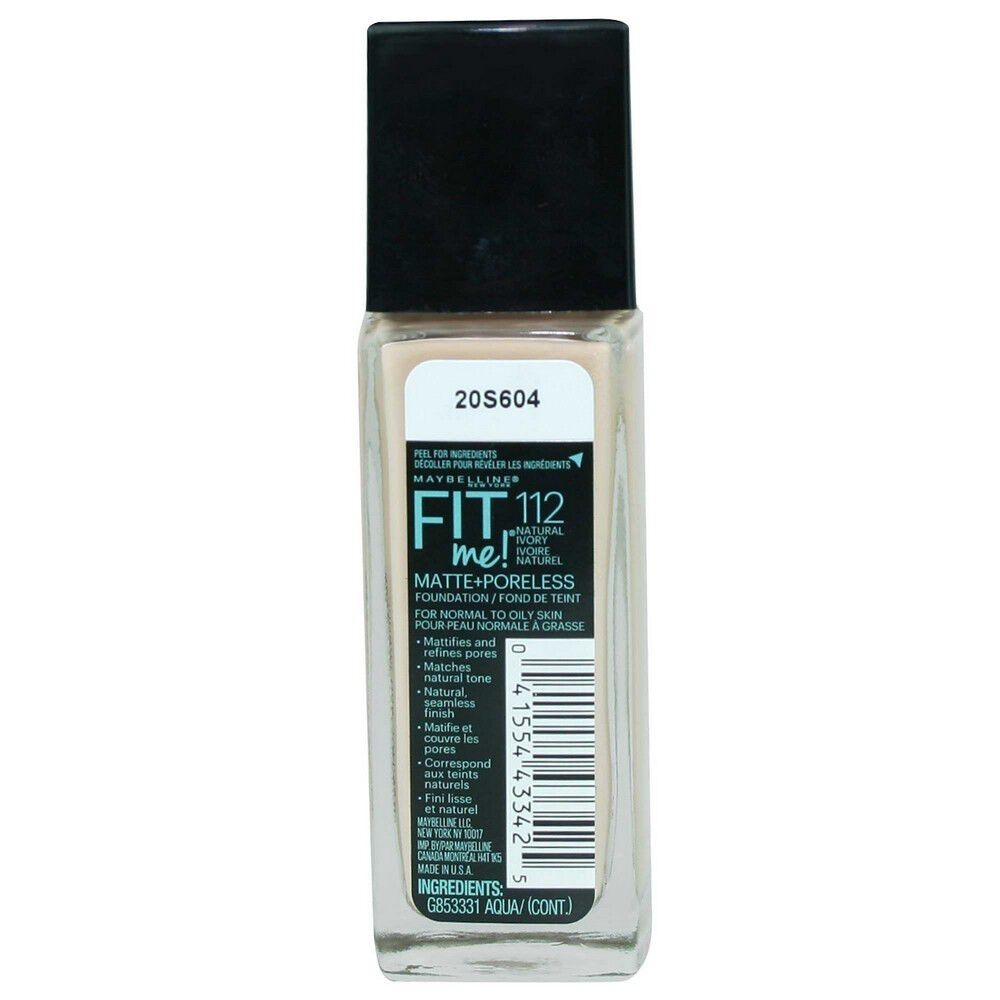 20S604
PEEL FOR INGREDIENTS
DÉCOLLER POUR RÉVÉLER LES INGRÉDIENTS
MAYBELLINE®
NEW YORK
FIT me!®
112
NATURAL
IVORY
IVOIRE
NATUREL
MATTE+PORELESS
FOUNDATION / FOND DE TEINT
FOR NORMAL TO OILY SKIN
POUR PEAU NORMALE À GRASSE
• Mattifies and
refines pores
• Matches
natural tone
• Natural,
seamless
finish
• Matifie et
couvre les
pores
• Correspond
aux teints
naturels
• Fini lisse
et naturel
MAYBELLINE LLC,
NEW YORK NY 10017
IMP. BY/PAR MAYBELLINE
CANADA MONTRÉAL H4T 1K5
MADE IN U.S.A.
0 41554 43342 5
INGREDIENTS:
G853331 AQUA/ (CONT.)